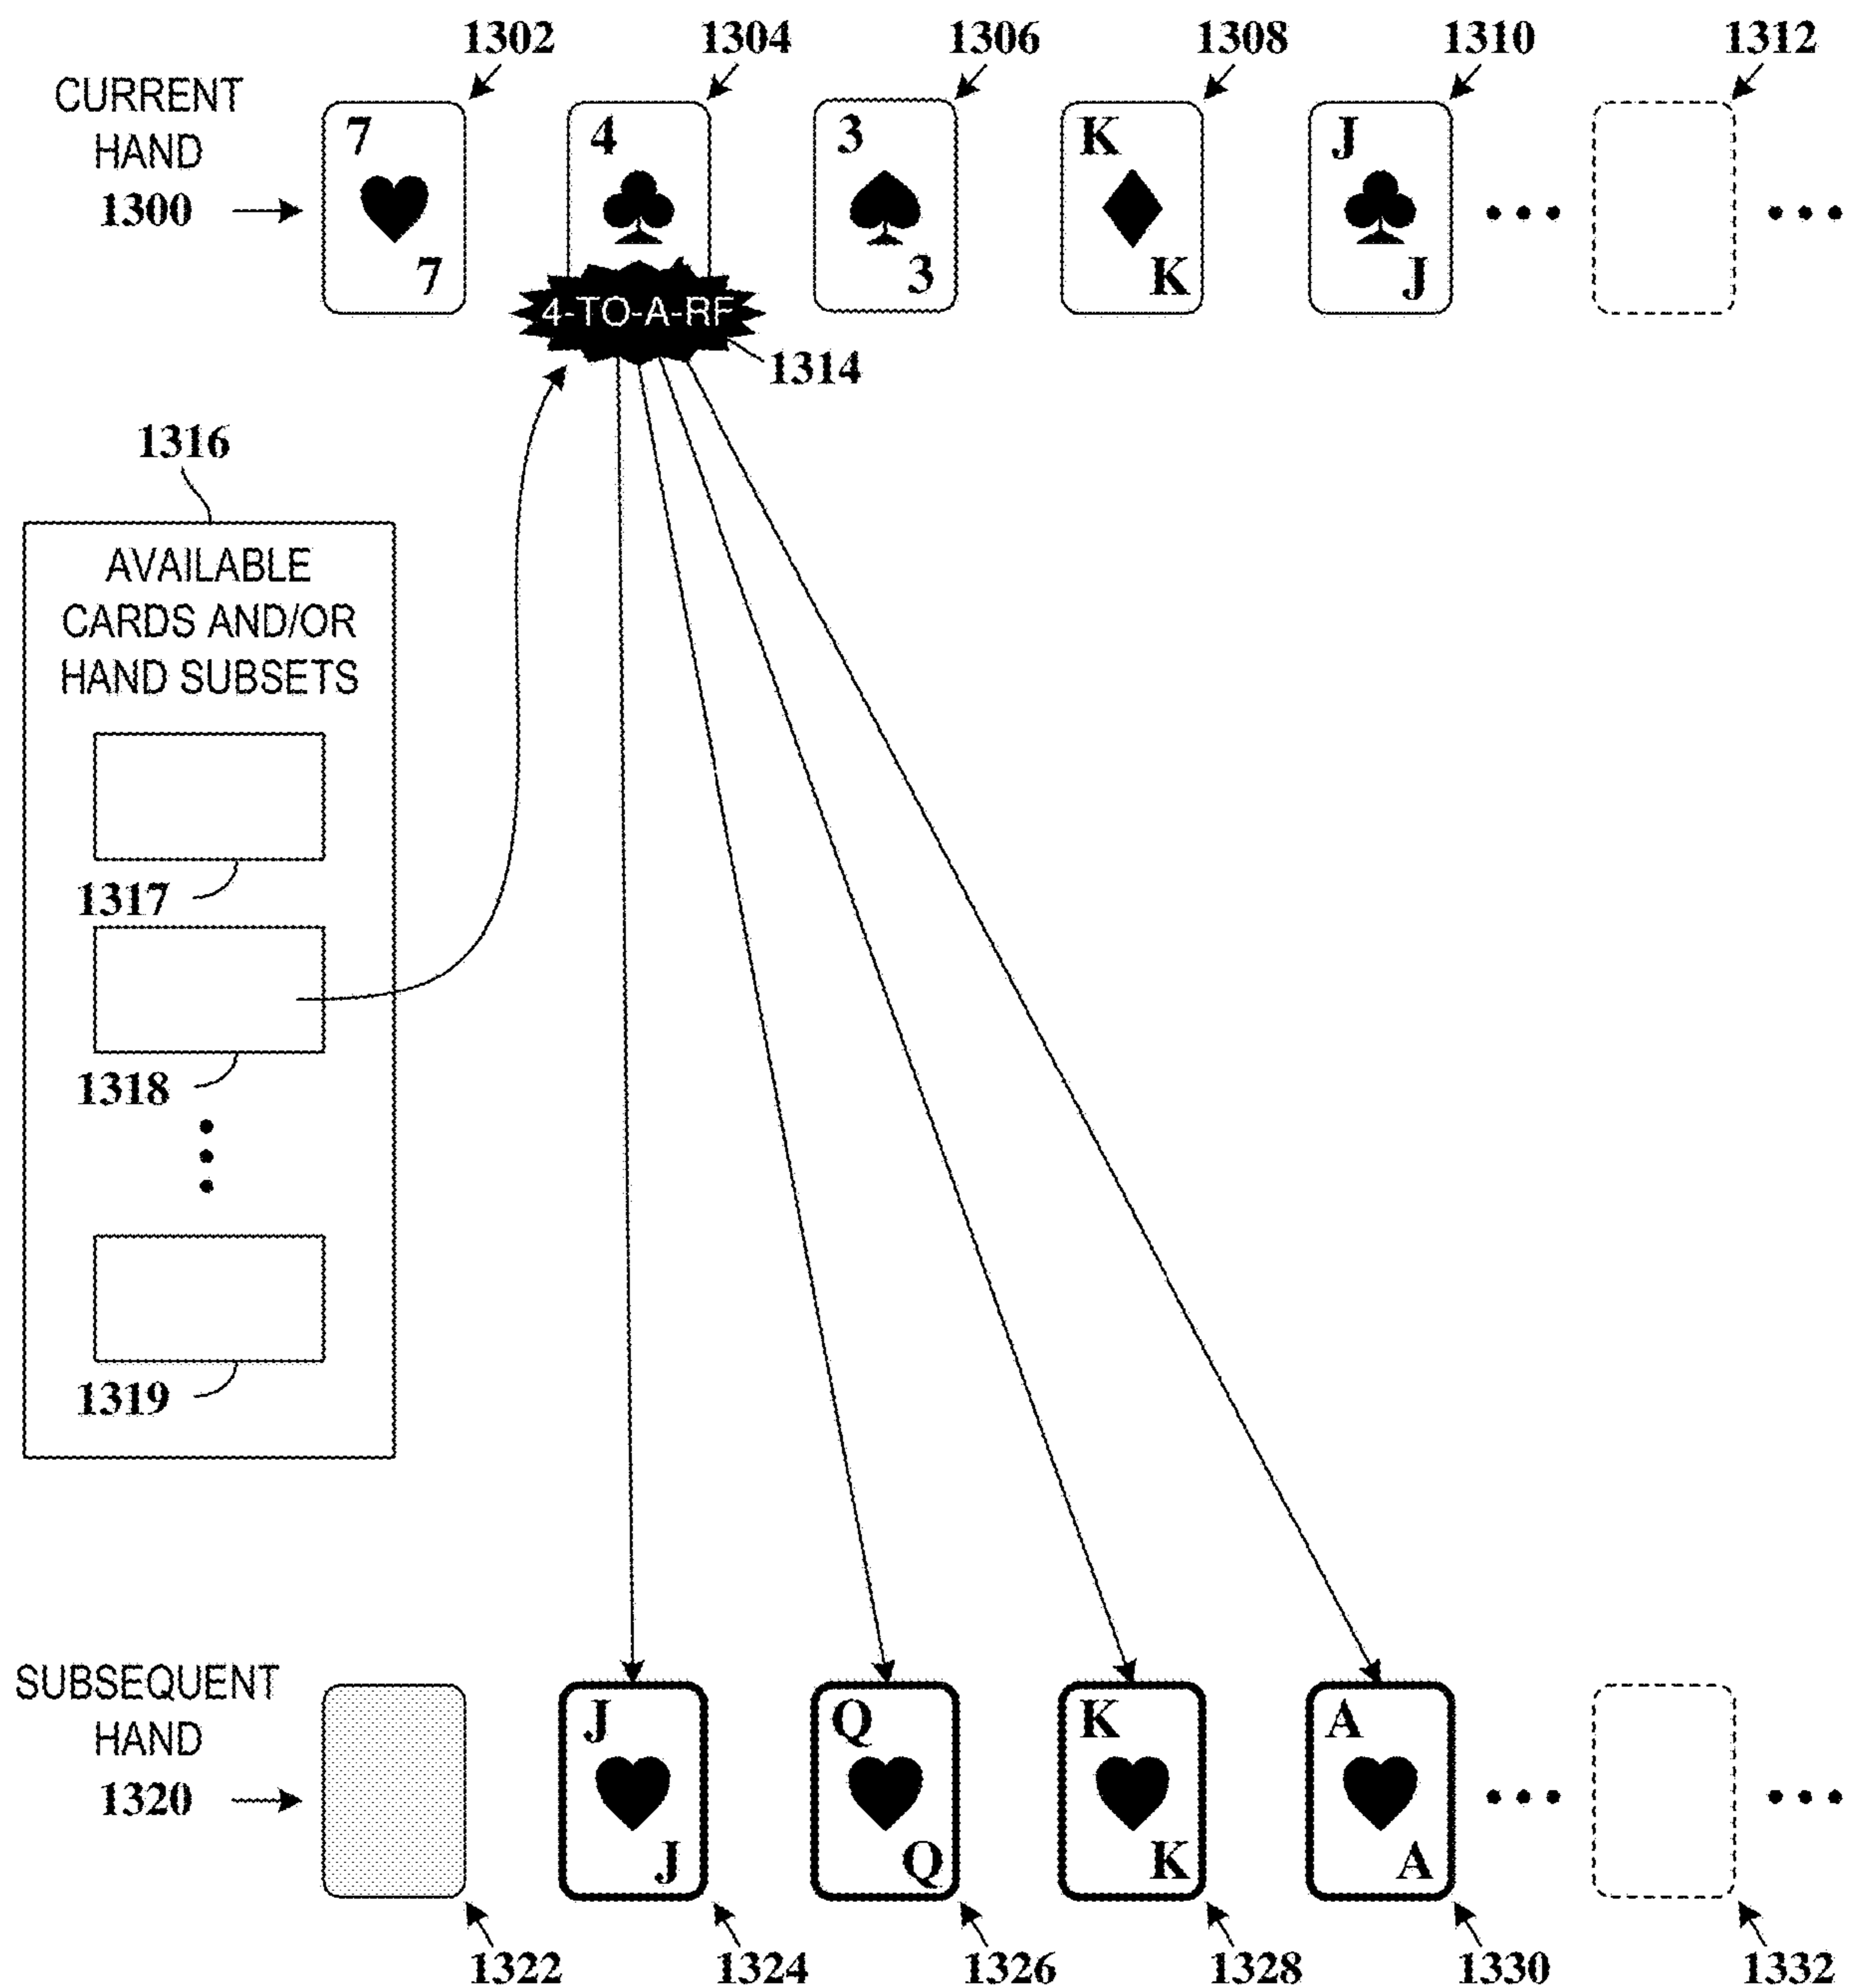 1302 1304 1306 1308 1310 1312
CURRENT
HAND
1300
7 4 3 K J
7 3 K J
4-TO-A-RF
1314
1316
AVAILABLE
CARDS AND/OR
HAND SUBSETS
1317
1318
1319
SUBSEQUENT
HAND
1320
J Q K A
J Q K A
1322 1324 1326 1328 1330 1332